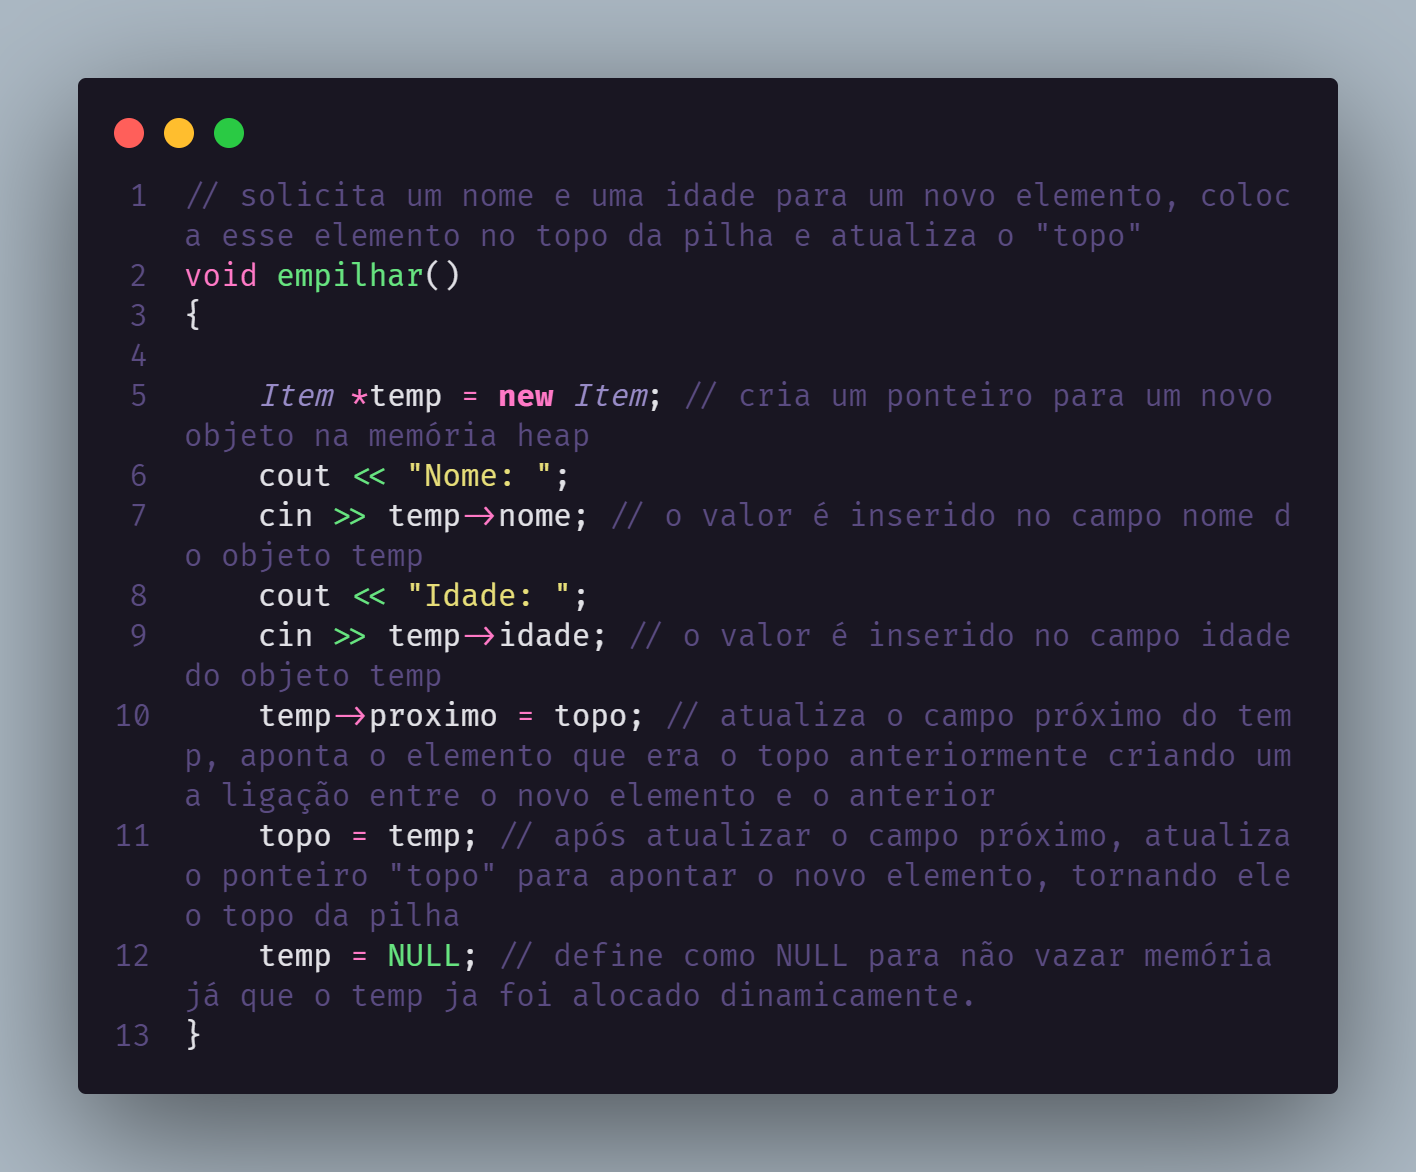 1 // solicita um nome e uma idade para um novo elemento, coloc
a esse elemento no topo da pilha e atualiza o "topo"
2 void empilhar()
3 {
4
5     Item *temp = new Item; // cria um ponteiro para um novo
objeto na memória heap
6     cout << "Nome: ";
7     cin >> temp->nome; // o valor é inserido no campo nome d
o objeto temp
8     cout << "Idade: ";
9     cin >> temp->idade; // o valor é inserido no campo idade
do objeto temp
10     temp->proximo = topo; // atualiza o campo próximo do tem
p, aponta o elemento que era o topo anteriormente criando um
a ligação entre o novo elemento e o anterior
11     topo = temp; // após atualizar o campo próximo, atualiza
o ponteiro "topo" para apontar o novo elemento, tornando ele
o topo da pilha
12     temp = NULL; // define como NULL para não vazar memória
já que o temp ja foi alocado dinamicamente.
13 }